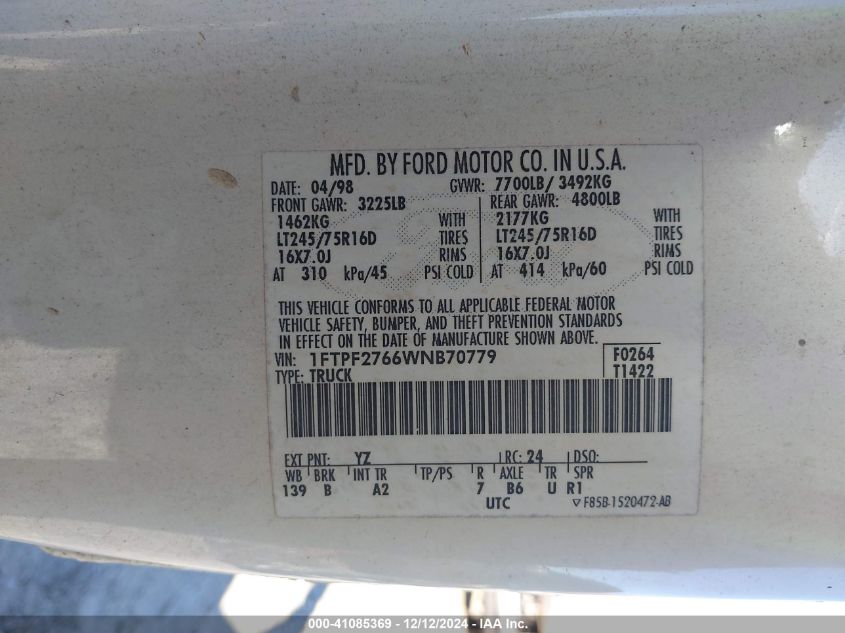 MFD. BY FORD MOTOR CO. IN U.S.A.
DATE: 04/98 GVWR: 7700LB/ 3492KG
FRONT GAWR: 3225LB REAR GAWR: 4800LB
1462KG WITH 2177KG WITH
LT245/75R16D TIRES LT245/75R16D TIRES
16X7.0J RIMS 16X7.0J RIMS
AT 310 kPa/45 PSI COLD AT 414 kPa/60 PSI COLD
THIS VEHICLE CONFORMS TO ALL APPLICABLE FEDERAL MOTOR
VEHICLE SAFETY, BUMPER, AND THEFT PREVENTION STANDARDS
IN EFFECT ON THE DATE OF MANUFACTURE SHOWN ABOVE.
VIN: 1FTPF2766WNB70779 F0264
TYPE: TRUCK T1422
EXT PNT: YZ RC: 24 DSO:
WB BRK INT TR TP/PS R AXLE TR SPR
139 B A2 7 B6 U R1
UTC F85B-1520472-AB
000-41085369 - 12/12/2024 - IAA Inc.